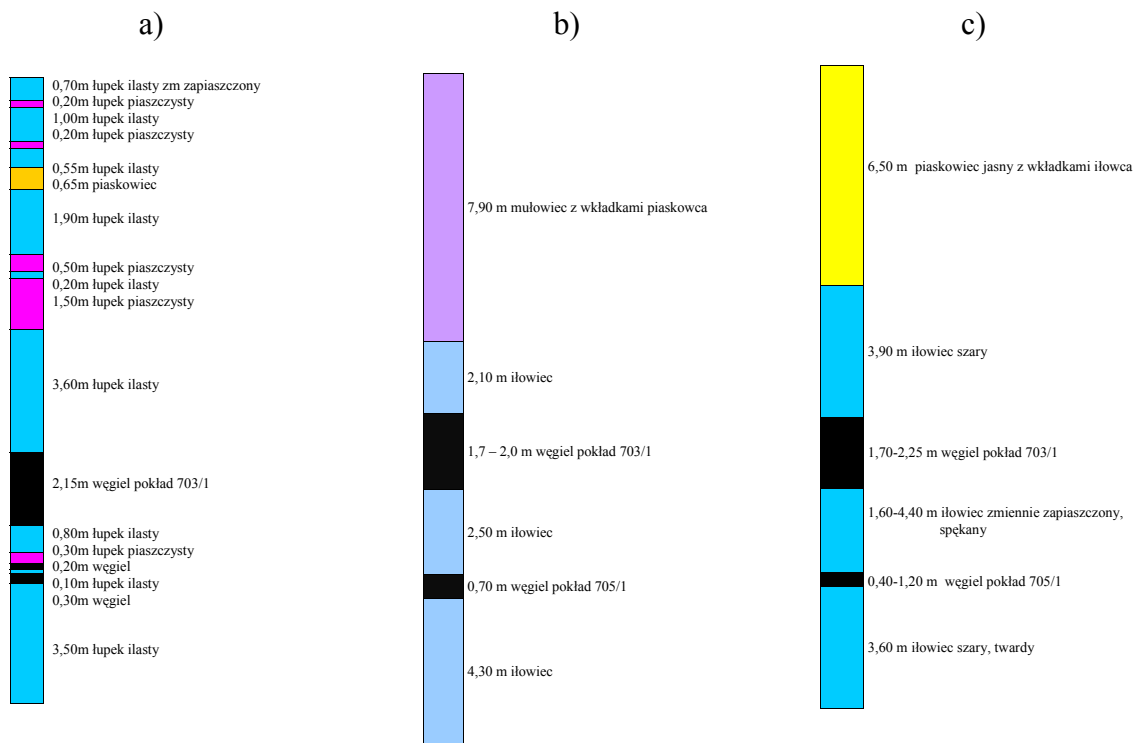 a)
0,70m łupek ilasty zm zapiaszczony
0,20m łupek piaszczysty
1,00m łupek ilasty
0,20m łupek piaszczysty
0,55m łupek ilasty
0,65m piaskowiec
1,90m łupek ilasty
0,50m łupek piaszczysty
0,20m łupek ilasty
1,50m łupek piaszczysty
3,60m łupek ilasty
2,15m węgiel pokład 703/1
0,80m łupek ilasty
0,30m łupek piaszczysty
0,20m węgiel
0,10m łupek ilasty
0,30m węgiel
3,50m łupek ilasty
b)
7,90 m mułowiec z wkładkami piaskowca
2,10 m iłowiec
1,7 – 2,0 m węgiel pokład 703/1
2,50 m iłowiec
0,70 m węgiel pokład 705/1
4,30 m iłowiec
c)
6,50 m piaskowiec jasny z wkładkami iłowca
3,90 m iłowiec szary
1,70-2,25 m węgiel pokład 703/1
1,60-4,40 m iłowiec zmiennie zapiaszczony,
spękany
0,40-1,20 m węgiel pokład 705/1
3,60 m iłowiec szary, twardy